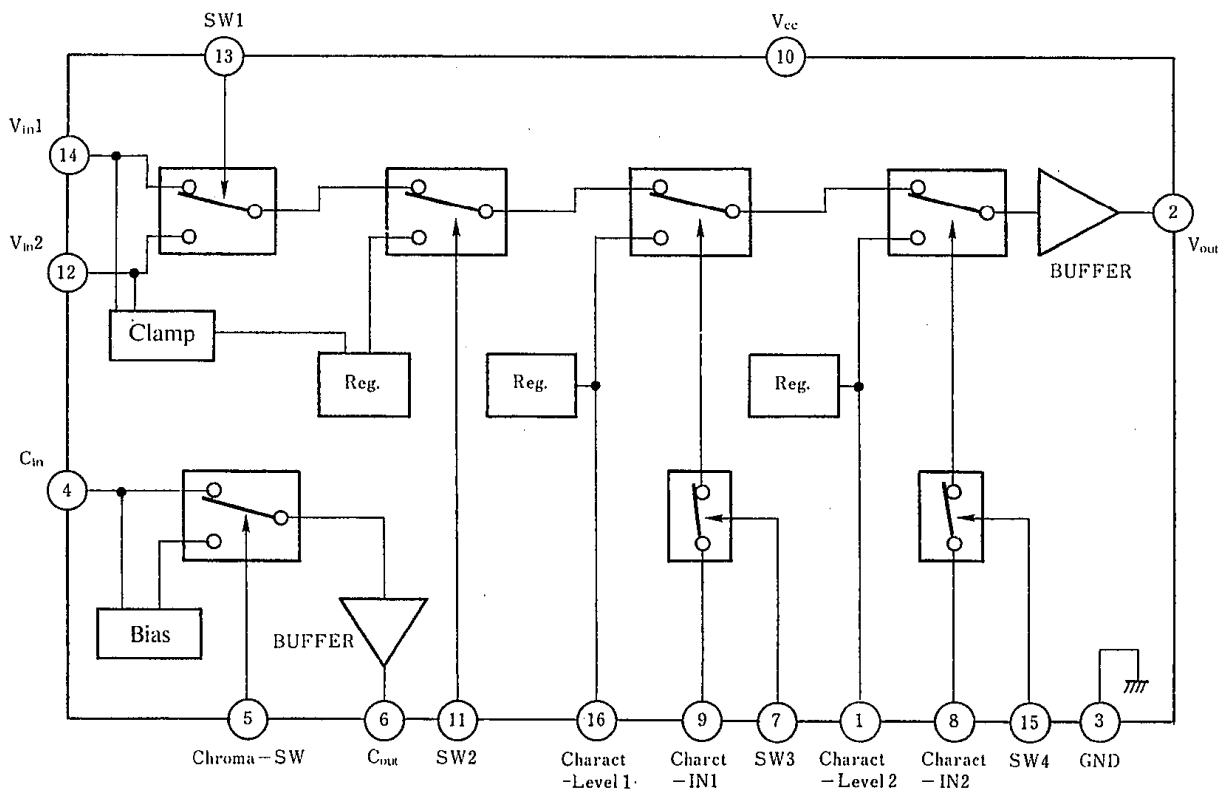 SW1
13
Vcc
10
Vin1
14
Vin2
12
2
Vout
BUFFER
Clamp
Reg.
Reg.
Reg.
Cin
4
Bias
BUFFER
5
6
11
16
9
7
1
8
15
3
Chroma-SW
Cout
SW2
Charact
-Level 1
Charct
-IN1
SW3
Charact
-Level 2
Charact
-IN2
SW4
GND